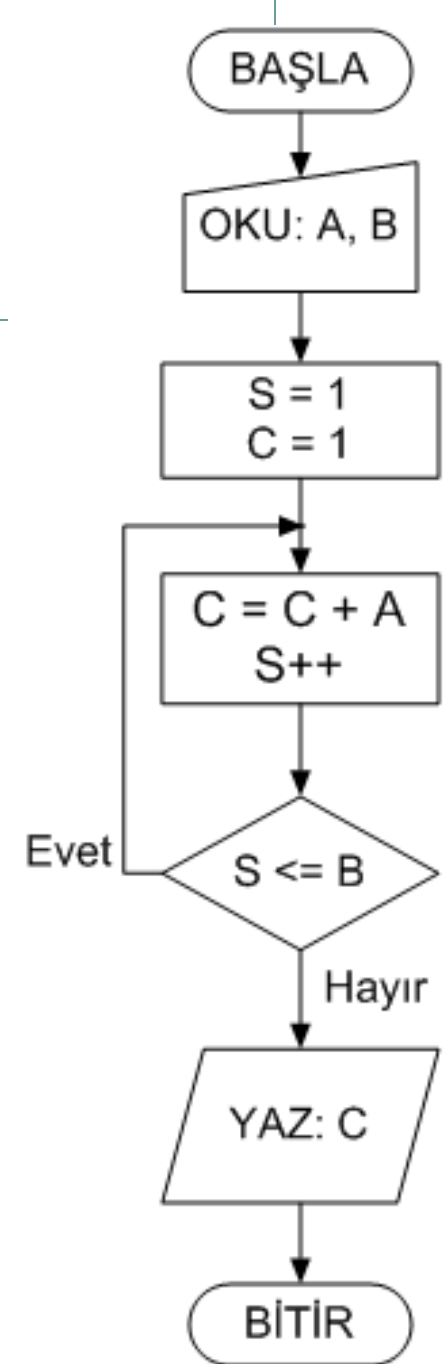 BAŞLA
OKU: A, B
S = 1
C = 1
C = C + A
S++
Evet
S <= B
Hayır
YAZ: C
BİTİR